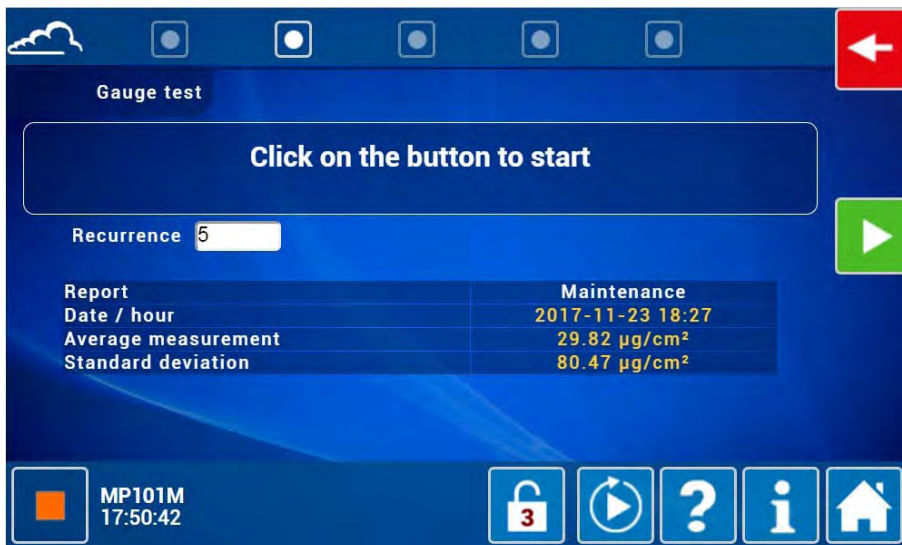 Gauge test
Click on the button to start
Recurrence 5
Report Maintenance
Date / hour 2017-11-23 18:27
Average measurement 29.82 µg/cm²
Standard deviation 80.47 µg/cm²
MP101M
17:50:42
3
?
i